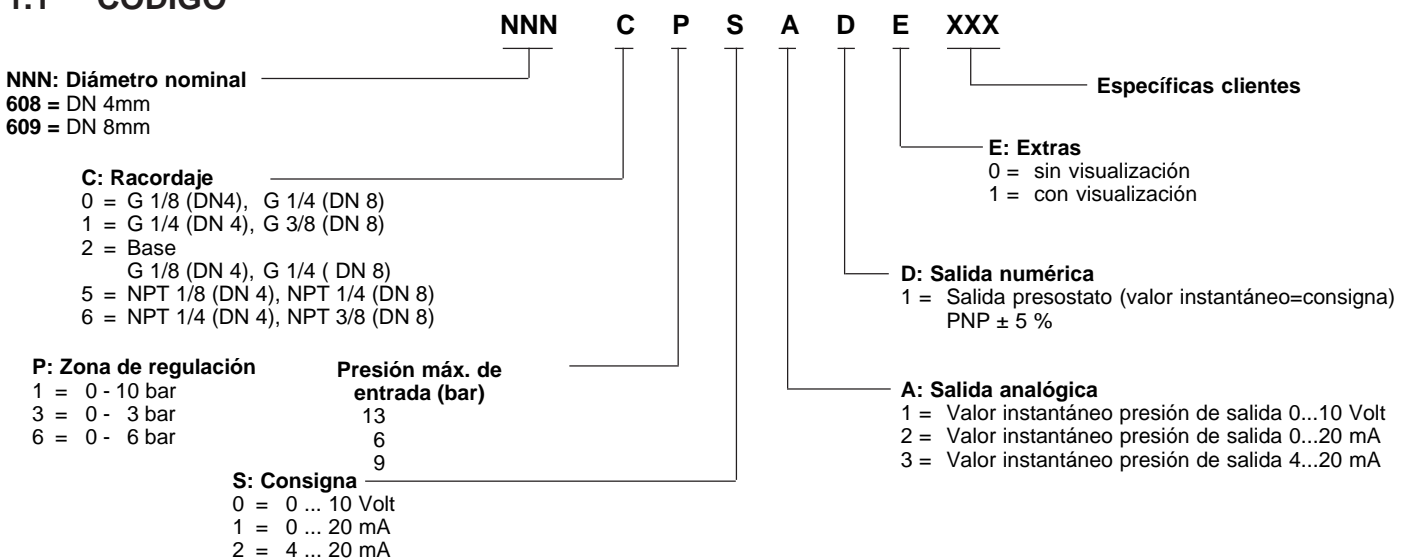 1.1 CÓDIGO
NNN C P S A D E XXX
NNN: Diámetro nominal
608 = DN 4mm
609 = DN 8mm
Específicas clientes
E: Extras
0 = sin visualización
1 = con visualización
C: Racordaje
0 = G 1/8 (DN4), G 1/4 (DN 8)
1 = G 1/4 (DN 4), G 3/8 (DN 8)
2 = Base
G 1/8 (DN 4), G 1/4 ( DN 8)
5 = NPT 1/8 (DN 4), NPT 1/4 (DN 8)
6 = NPT 1/4 (DN 4), NPT 3/8 (DN 8)
D: Salida numérica
1 = Salida presostato (valor instantáneo=consigna)
PNP ± 5 %
P: Zona de regulación
1 = 0 - 10 bar
3 = 0 - 3 bar
6 = 0 - 6 bar
Presión máx. de
entrada (bar)
13
6
9
A: Salida analógica
1 = Valor instantáneo presión de salida 0...10 Volt
2 = Valor instantáneo presión de salida 0...20 mA
3 = Valor instantáneo presión de salida 4...20 mA
S: Consigna
0 = 0 ... 10 Volt
1 = 0 ... 20 mA
2 = 4 ... 20 mA